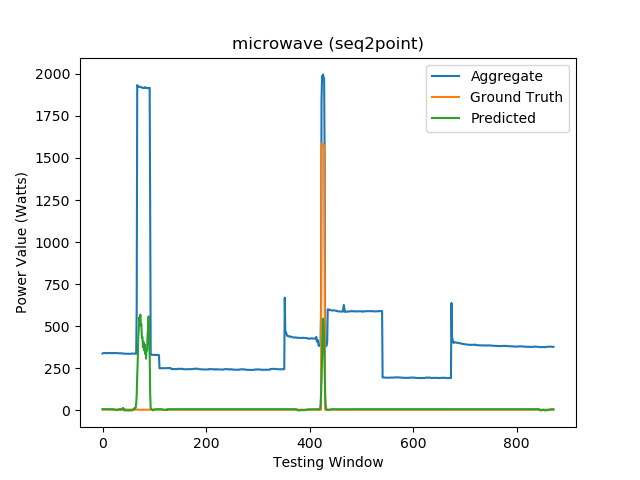 microwave (seq2point)
Aggregate
Ground Truth
Predicted
Power Value (Watts)
2000
1750
1500
1250
1000
750
500
250
0
0 200 400 600 800
Testing Window